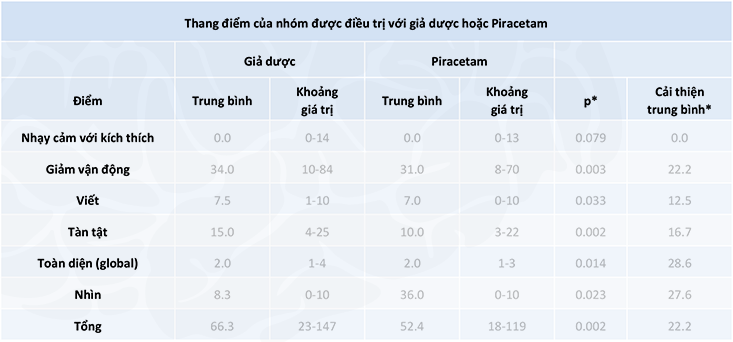 Thang điểm của nhóm được điều trị với giả dược hoặc Piracetam
Giả dược Piracetam
Điểm Trung bình Khoảng giá trị Trung bình Khoảng giá trị p* Cải thiện trung bình*
Nhạy cảm với kích thích 0.0 0-14 0.0 0-13 0.079 0.0
Giảm vận động 34.0 10-84 31.0 8-70 0.003 22.2
Viết 7.5 1-10 7.0 0-10 0.033 12.5
Tàn tật 15.0 4-25 10.0 3-22 0.002 16.7
Toàn diện (global) 2.0 1-4 2.0 1-3 0.014 28.6
Nhìn 8.3 0-10 36.0 0-10 0.023 27.6
Tổng 66.3 23-147 52.4 18-119 0.002 22.2